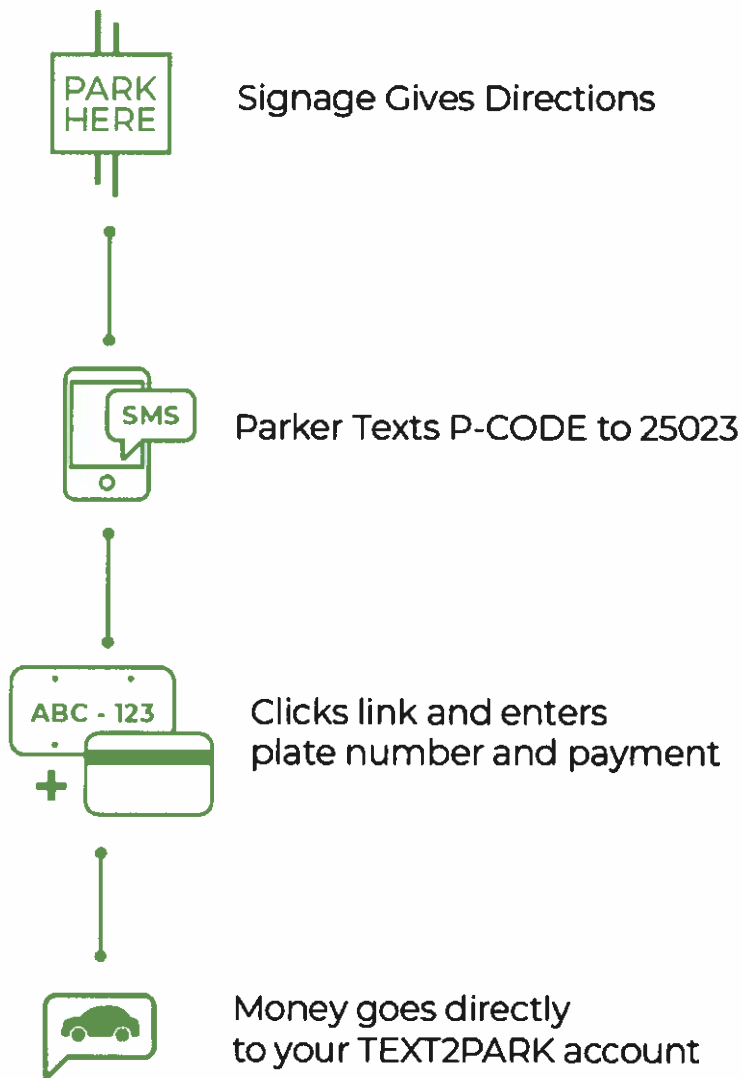 PARK
HERE
Signage Gives Directions
SMS
Parker Texts P-CODE to 25023
ABC - 123
Clicks link and enters
plate number and payment
Money goes directly
to your TEXT2PARK account